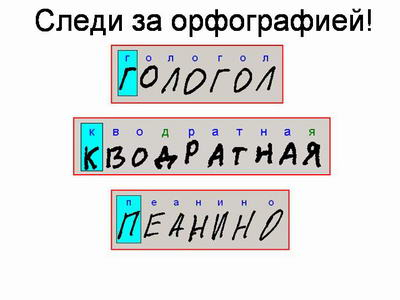 Следи за орфографией!
гологол
ГОЛОГОЛ
кводратная
КВОДРАТНАЯ
пеанино
ПЕАНИНО